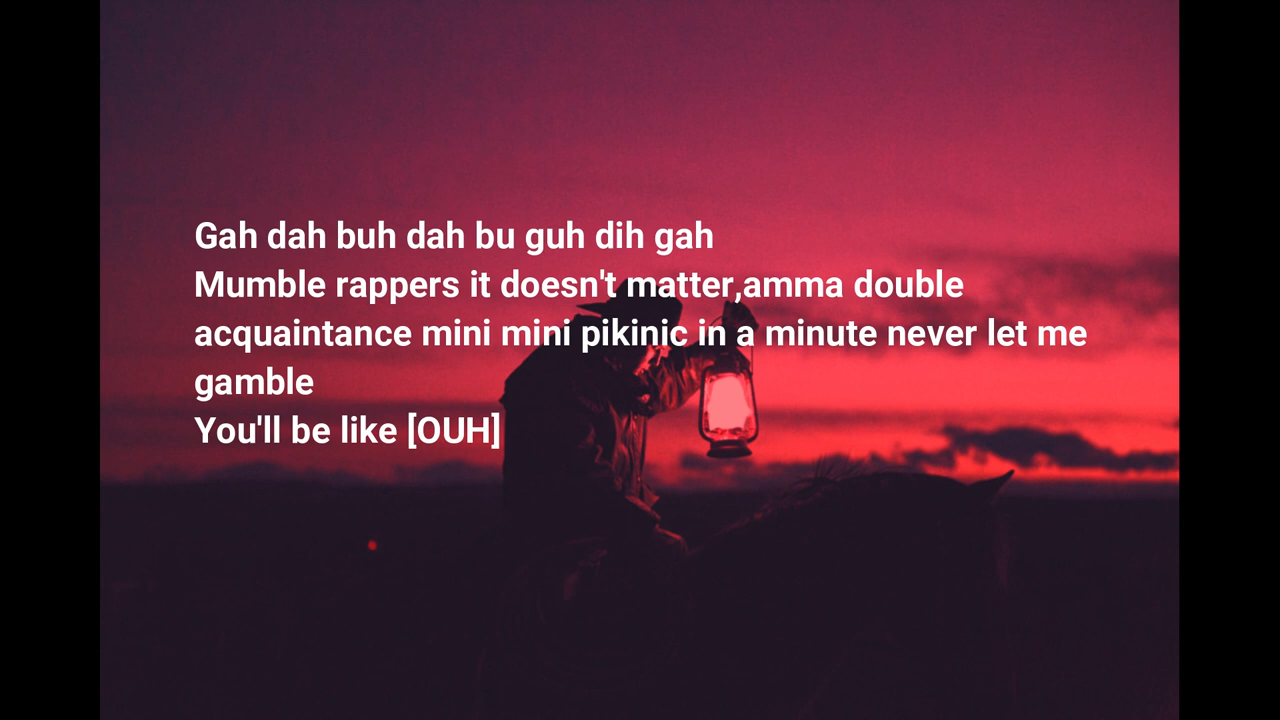 Gah dah buh dah bu guh dih gah
Mumble rappers it doesn't matter,amma double
acquaintance mini mini pikinic in a minute never let me
gamble
You'll be like [OUH]